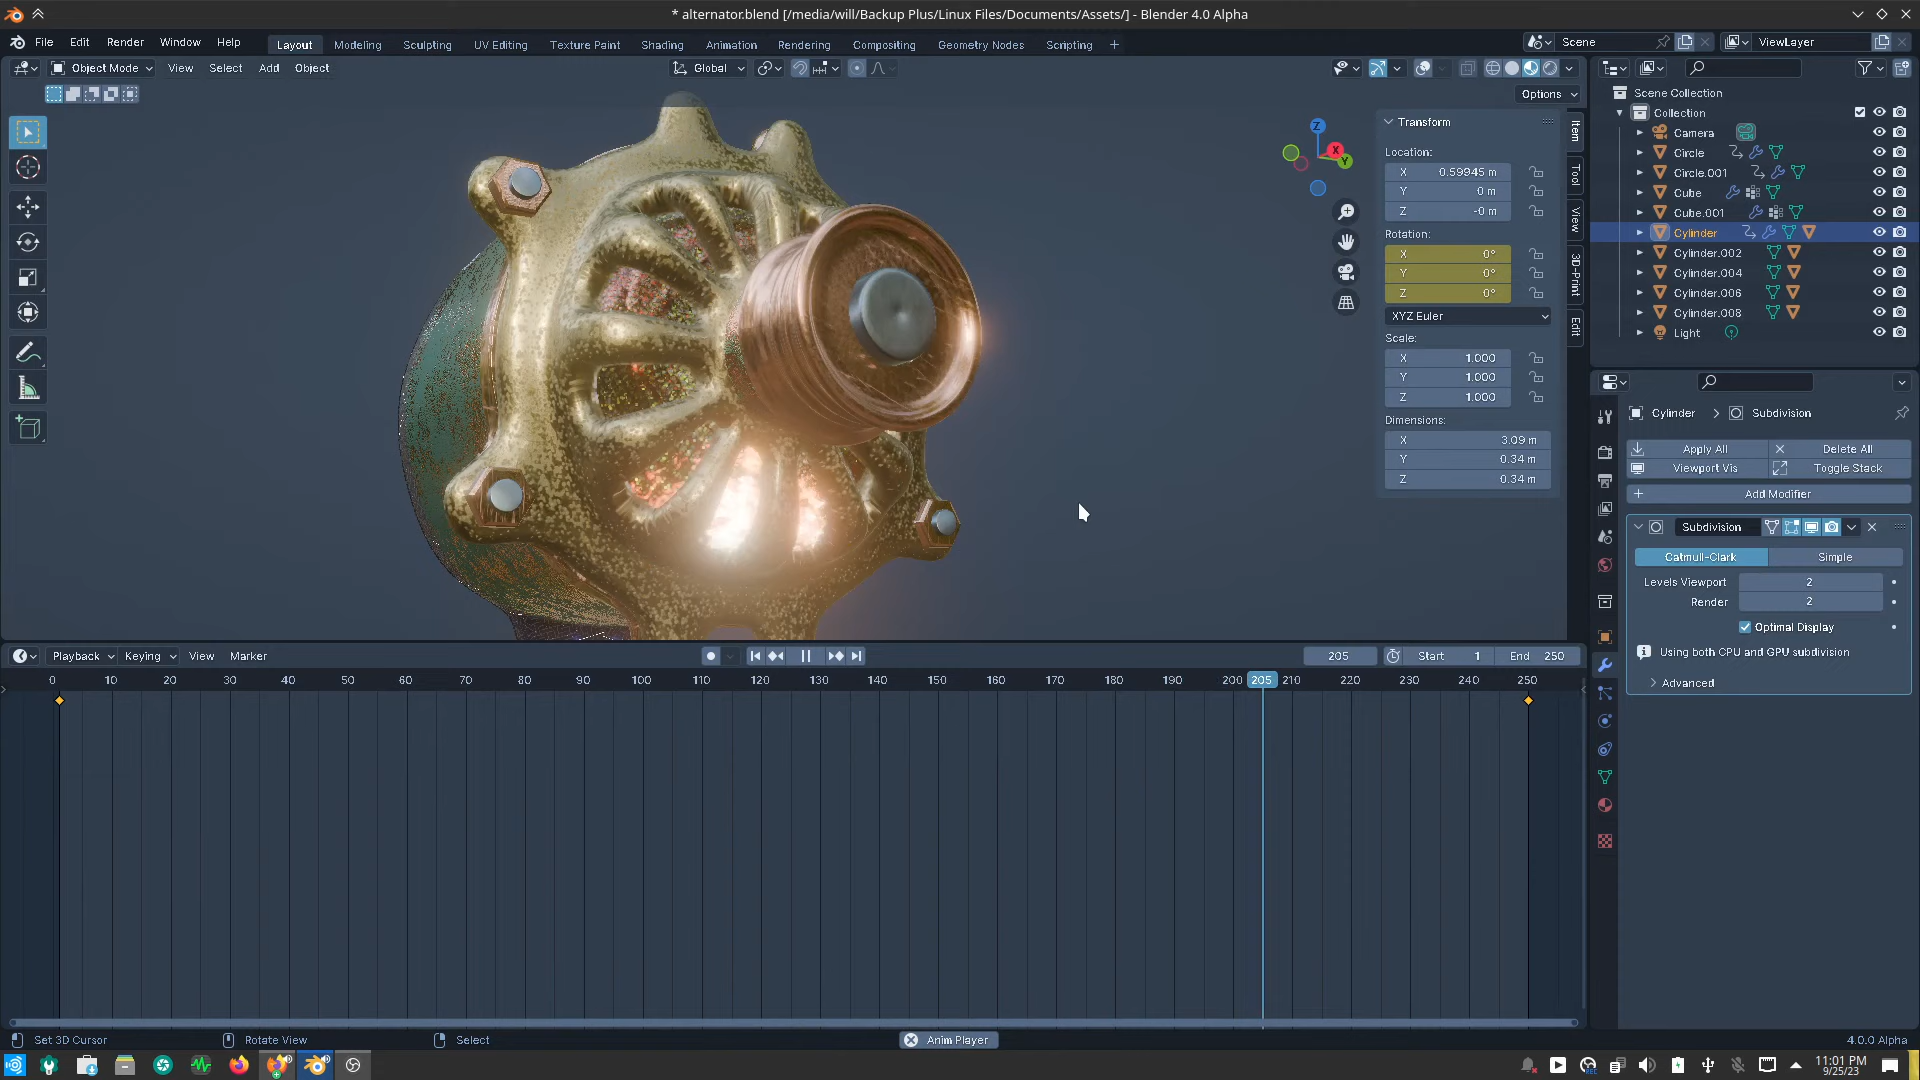 * alternator.blend [/media/will/Backup Plus/Linux Files/Documents/Assets/] - Blender 4.0 Alpha
File Edit Render Window Help Layout Modeling Sculpting UV Editing Texture Paint Shading Animation Rendering Compositing Geometry Nodes Scripting + Scene ViewLayer
Object Mode View Select Add Object Global
Options
Scene Collection
Collection
Camera
Circle
Circle.001
Cube
Cube.001
Cylinder
Cylinder.002
Cylinder.004
Cylinder.006
Cylinder.008
Light
Z
X
Y
Transform
Location:
X 0.59945 m
Y 0 m
Z -0 m
Rotation:
X 0°
Y 0°
Z 0°
XYZ Euler
Scale:
X 1.000
Y 1.000
Z 1.000
Dimensions:
X 3.09 m
Y 0.34 m
Z 0.34 m
Item
Tool
View
3D-Print
Edit
Cylinder > Subdivision
Apply All Delete All
Viewport Vis Toggle Stack
Add Modifier
Subdivision
Catmull-Clark Simple
Levels Viewport 2
Render 2
Optimal Display
Using both CPU and GPU subdivision
Advanced
Playback Keying View Marker 205 Start 1 End 250
0 10 20 30 40 50 60 70 80 90 100 110 120 130 140 150 160 170 180 190 200 205 210 220 230 240 250
Set 3D Cursor Rotate View Select Anim Player 4.0.0 Alpha
11:01 PM
9/25/23